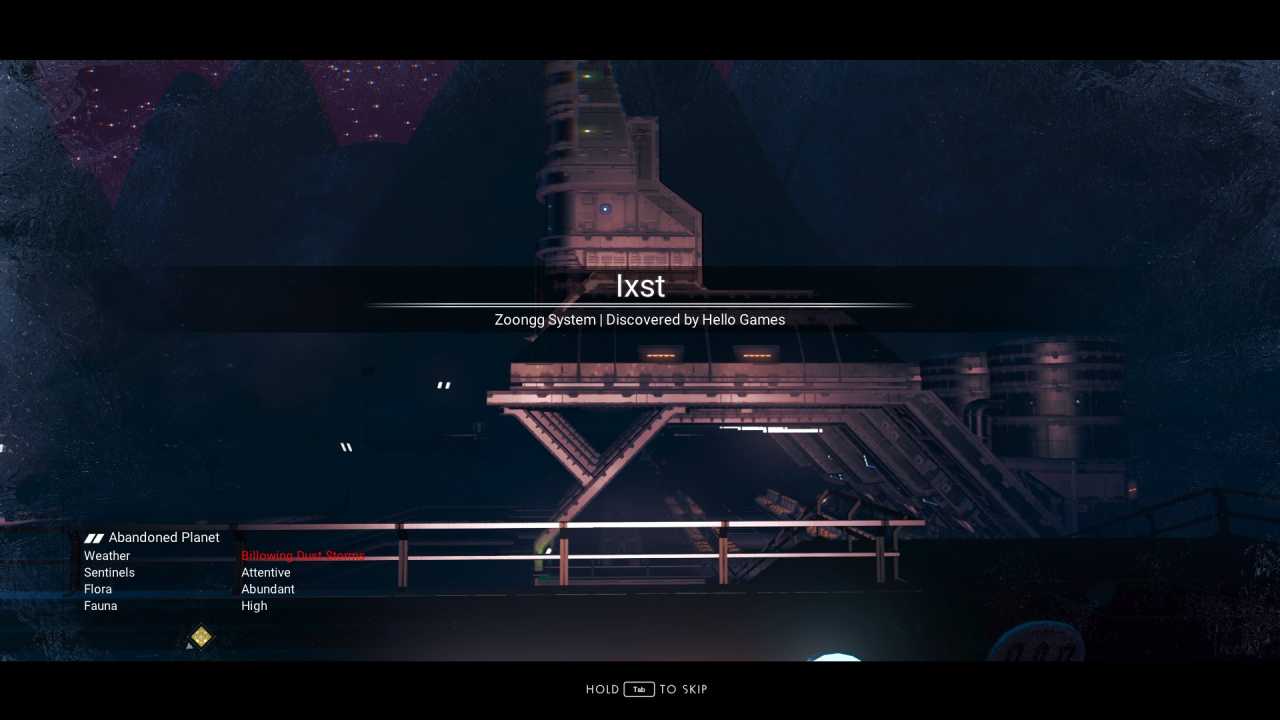 Ixst
Zoongg System | Discovered by Hello Games
Abandoned Planet
Weather Billowing Dust Storms
Sentinels Attentive
Flora Abundant
Fauna High
HOLD Tab TO SKIP